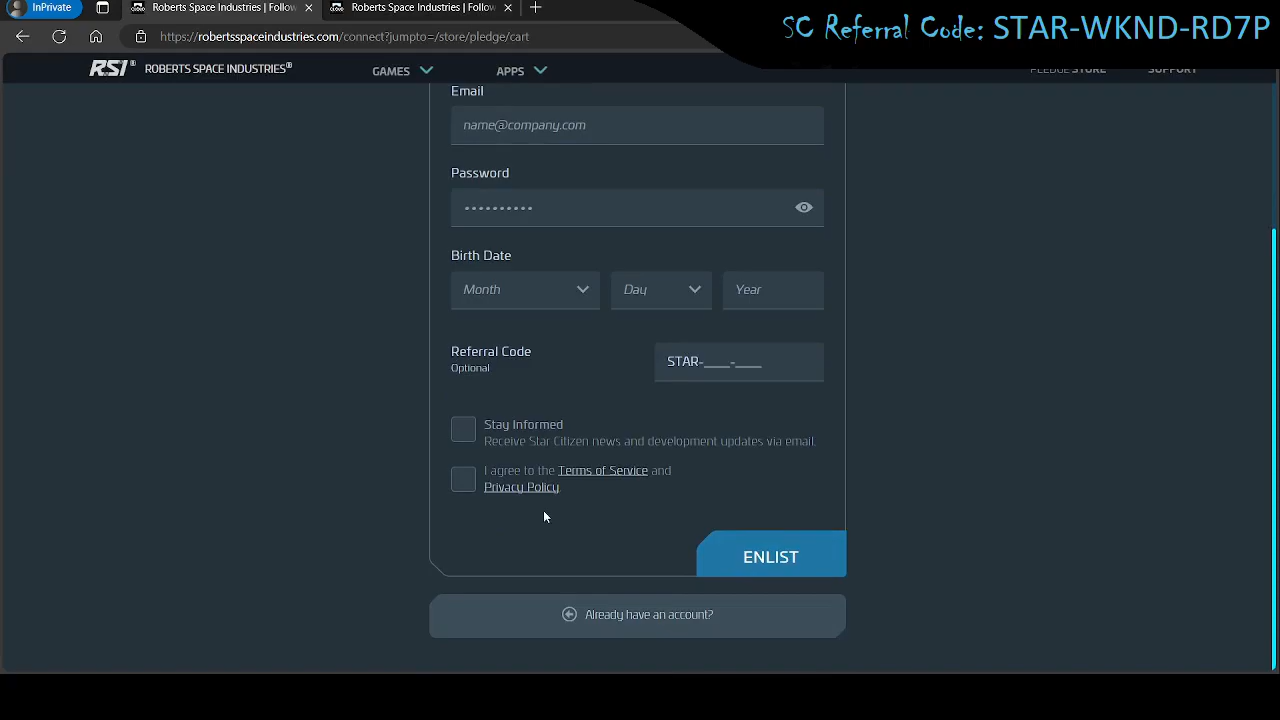 InPrivate
Roberts Space Industries | Follow
Roberts Space Industries | Follow
SC Referral Code: STAR-WKND-RD7P
https://robertsspaceindustries.com/connect?jumpto=/store/pledge/cart
RSI ® ROBERTS SPACE INDUSTRIES® GAMES APPS PLEDGE STORE SUPPORT
Email
name@company.com
Password
••••••••••
Birth Date
Month Day Year
Referral Code
Optional
STAR-____-____
Stay Informed
Receive Star Citizen news and development updates via email.
I agree to the Terms of Service and
Privacy Policy.
ENLIST
Already have an account?